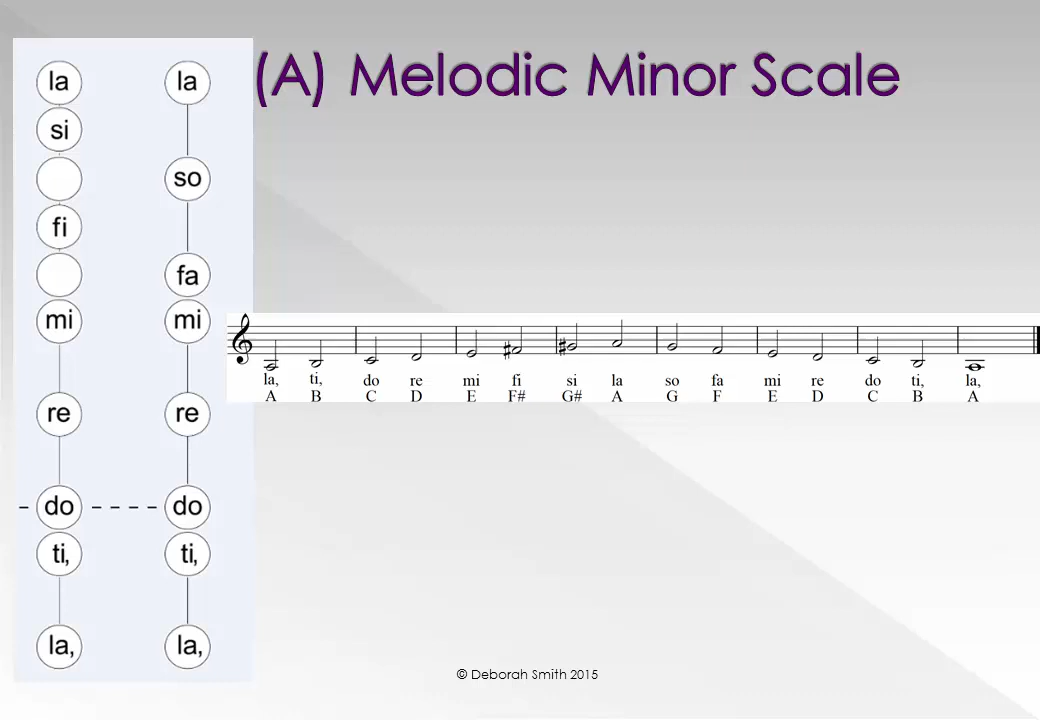 (A) Melodic Minor Scale
la la
si
so
fi
fa
mi mi
re re
do do
ti, ti,
la, la,
la, ti, do re mi fi si la so fa mi re do ti, la,
A B C D E F# G# A G F E D C B A
© Deborah Smith 2015